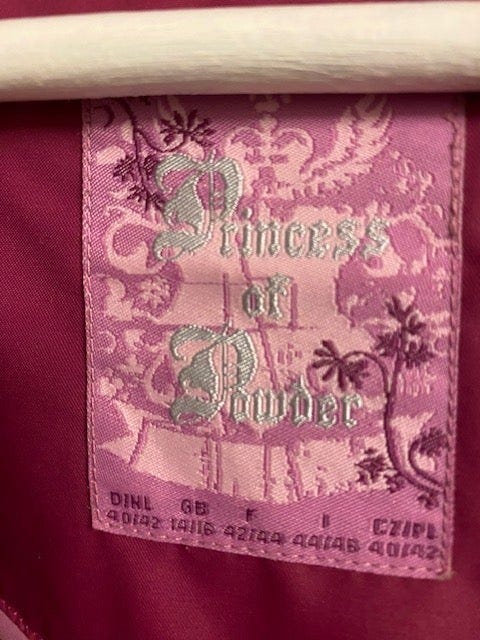 Princess
of
Powder
D/NL GB F I CZ/PL
40/42 14/16 42/44 44/46 40/42